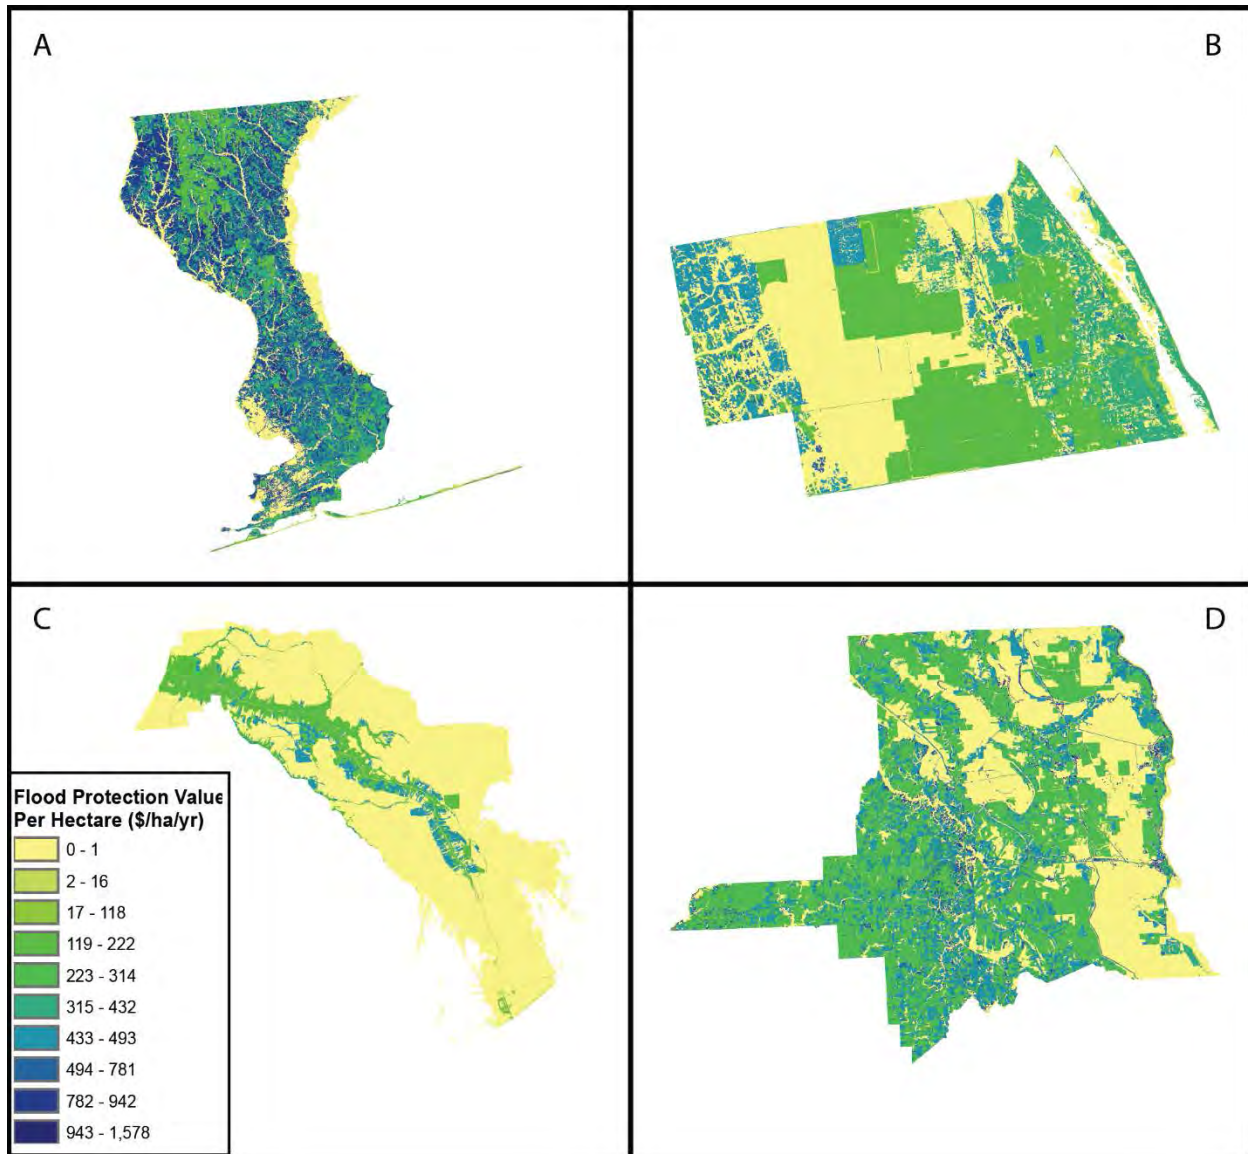 A
B
C
D
Flood Protection Value
Per Hectare ($/ha/yr)
0 - 1
2 - 16
17 - 118
119 - 222
223 - 314
315 - 432
433 - 493
494 - 781
782 - 942
943 - 1,578